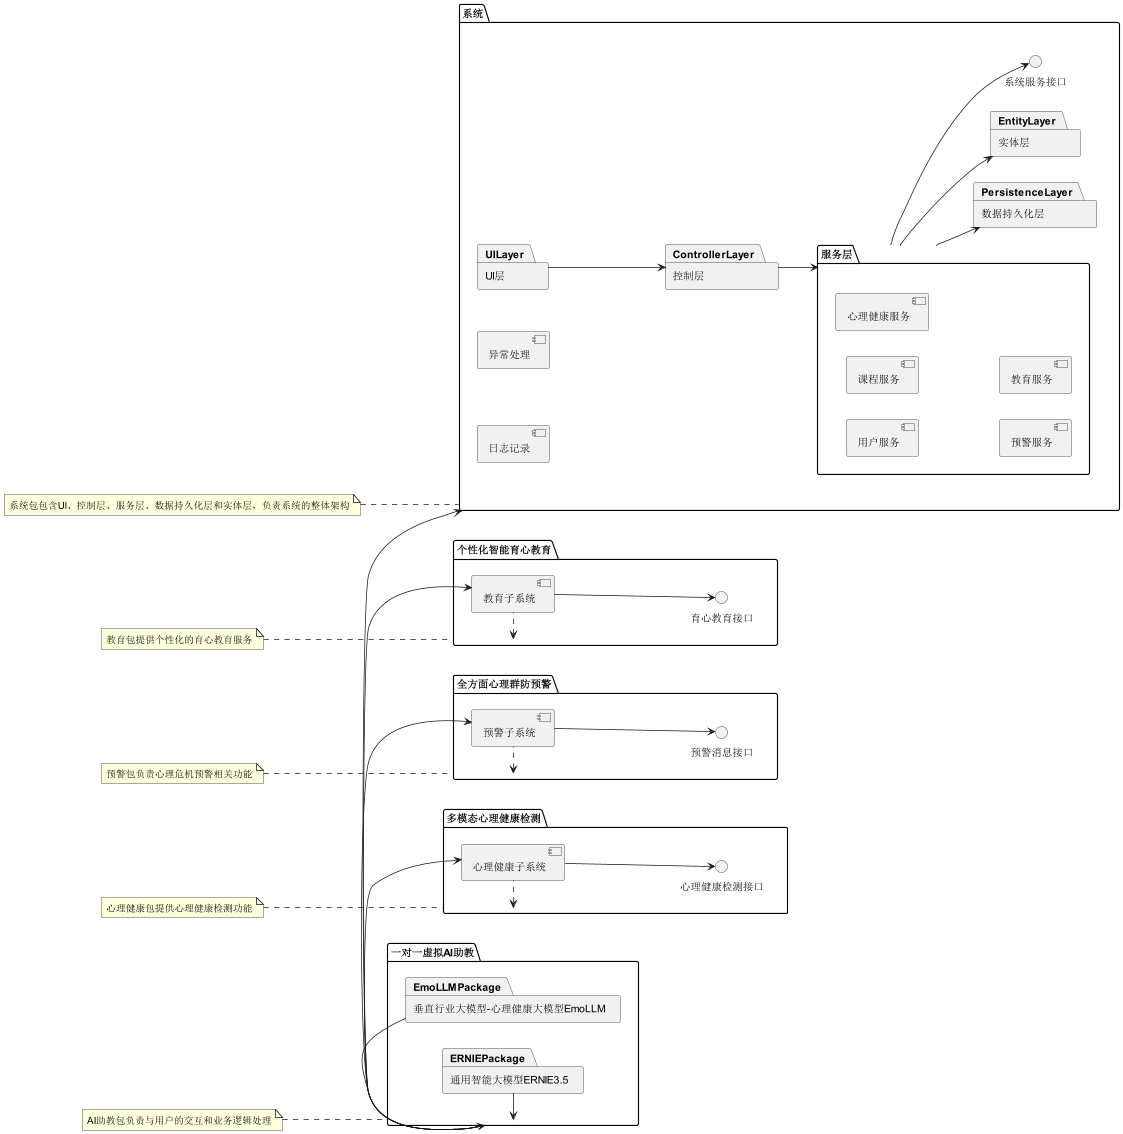 系统
系统服务接口
EntityLayer
实体层
PersistenceLayer
数据持久化层
UILayer
UI层
ControllerLayer
控制层
服务层
心理健康服务
异常处理
课程服务
教育服务
日志记录
用户服务
预警服务
系统包包含UI、控制层、服务层、数据持久化层和实体层，负责系统的整体架构
个性化智能育心教育
教育子系统
育心教育接口
教育包提供个性化的育心教育服务
全方面心理群防预警
预警子系统
预警消息接口
预警包负责心理危机预警相关功能
多模态心理健康检测
心理健康子系统
心理健康检测接口
心理健康包提供心理健康检测功能
一对一虚拟AI助教
EmoLLMPackage
垂直行业大模型-心理健康大模型EmoLLM
ERNIEPackage
通用智能大模型ERNIE3.5
AI助教包负责与用户的交互和业务逻辑处理